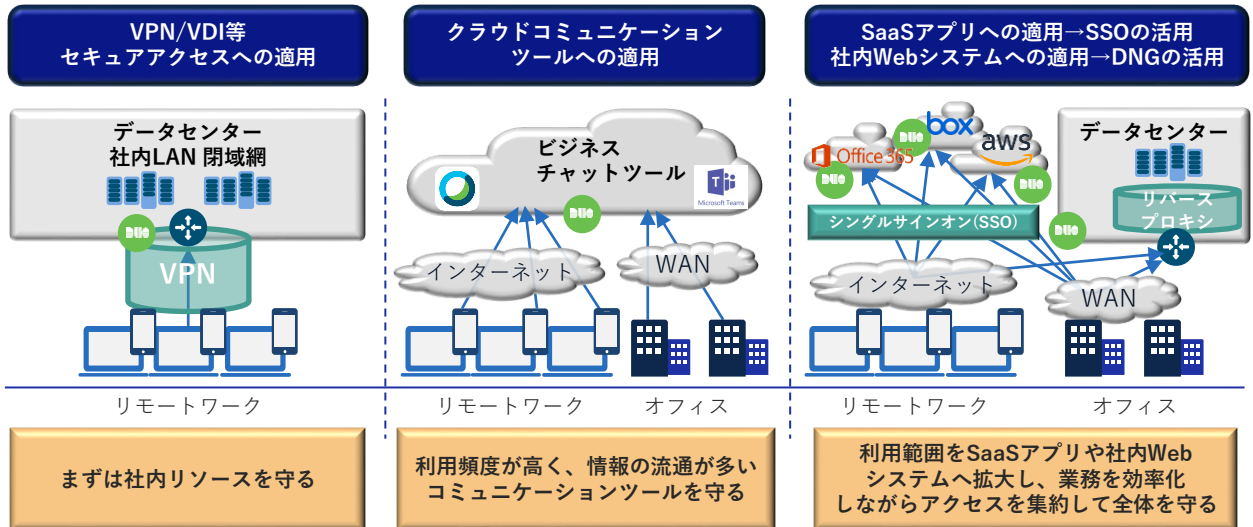 VPN/VDI等
セキュアアクセスへの適用
データセンター
社内LAN 閉域網
DUO
VPN
リモートワーク
まずは社内リソースを守る
クラウドコミュニケーション
ツールへの適用
ビジネス
チャットツール
Microsoft Teams
DUO
インターネット
WAN
リモートワーク
オフィス
利用頻度が高く、情報の流通が多い
コミュニケーションツールを守る
SaaSアプリへの適用→SSOの活用
社内Webシステムへの適用→DNGの活用
box
DUO
aws
Office 365
DUO
DUO
データセンター
リバース
プロキシ
シングルサインオン(SSO)
DUO
インターネット
WAN
リモートワーク
オフィス
利用範囲をSaaSアプリや社内Web
システムへ拡大し、業務を効率化
しながらアクセスを集約して全体を守る